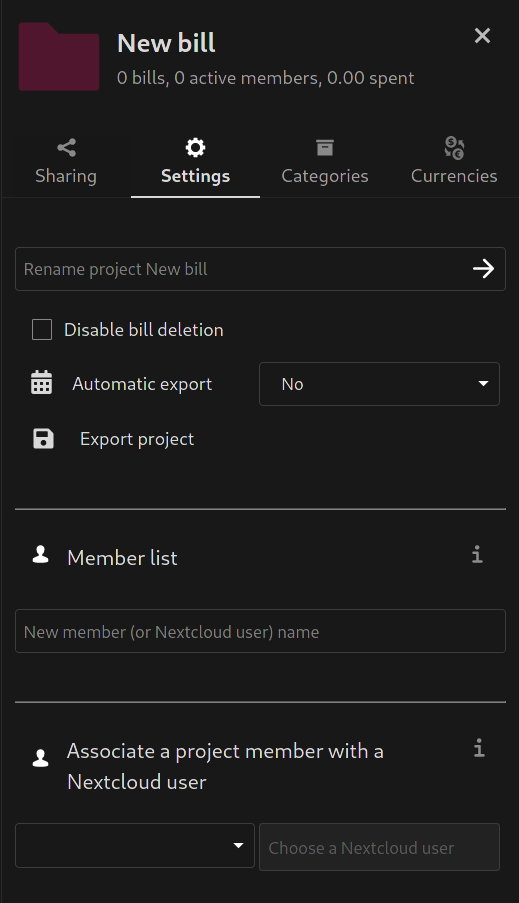 New bill
0 bills, 0 active members, 0.00 spent
Sharing
Settings
Categories
Currencies
Rename project New bill
Disable bill deletion
Automatic export
No
Export project
Member list
New member (or Nextcloud user) name
Associate a project member with a
Nextcloud user
Choose a Nextcloud user